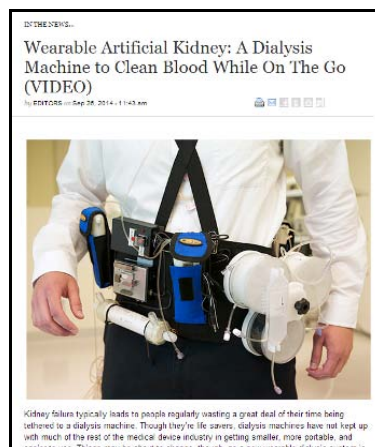 IN THE NEWS...
Wearable Artificial Kidney: A Dialysis
Machine to Clean Blood While On The Go
(VIDEO)
by EDITORS on Sep 26, 2014 • 11:43 am
Kidney failure typically leads to people regularly wasting a great deal of their time being
tethered to a dialysis machine. Though they're life savers, dialysis machines have not kept up
with much of the rest of the medical device industry in getting smaller, more portable, and